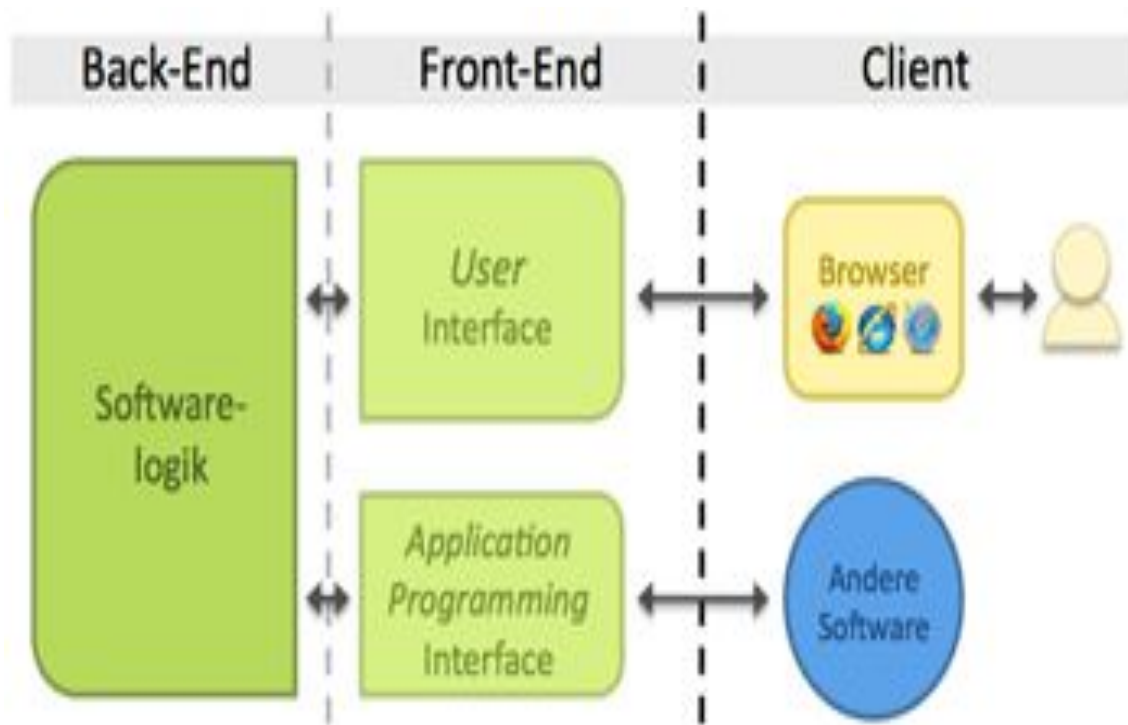 Back-End
Front-End
Client
Software-
logik
User
Interface
Application
Programming
Interface
Browser
Andere
Software